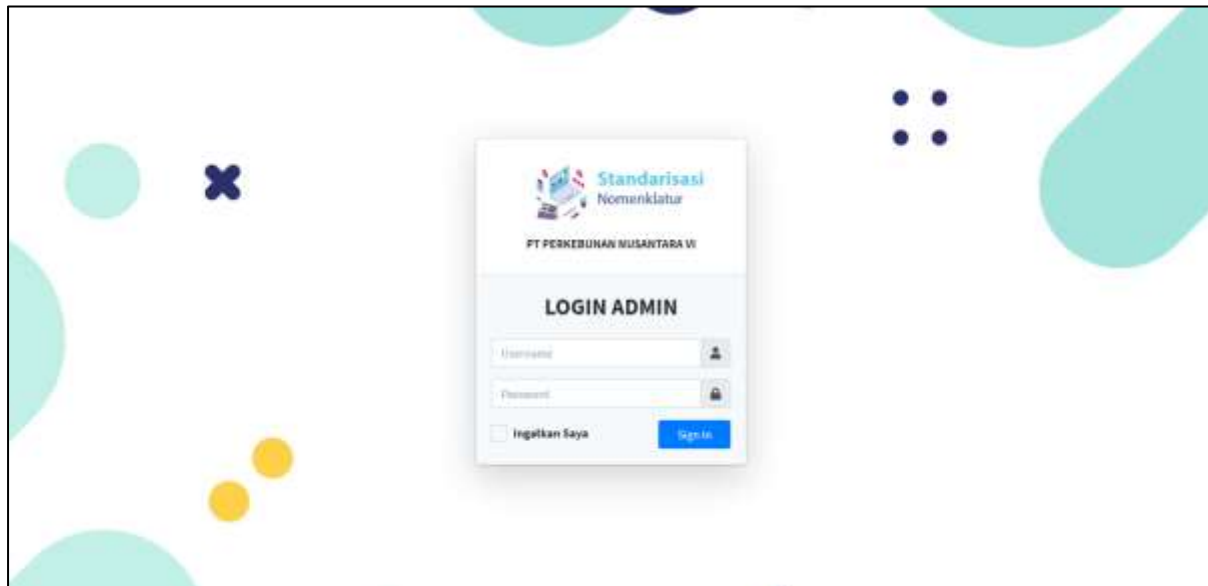 Standarisasi
Nomenklatur
PT PERKEBUNAN NUSANTARA VI
LOGIN ADMIN
Username
Password
Ingatkan Saya
Sign In